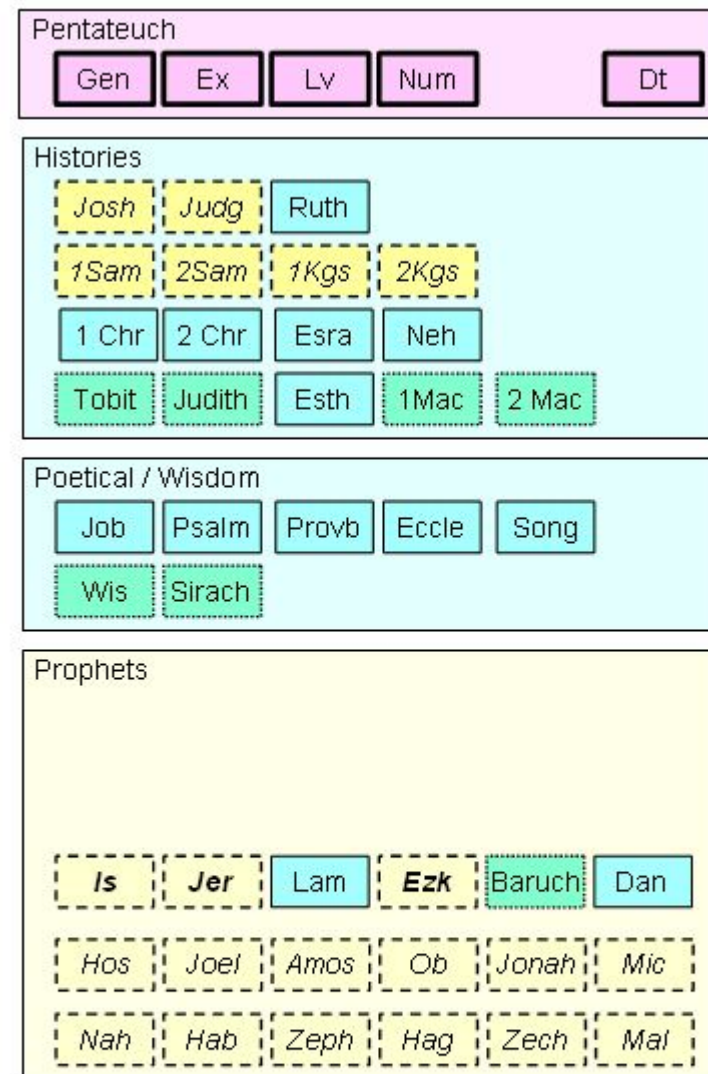 Pentateuch
Gen Ex Lv Num Dt
Histories
Josh Judg Ruth
1Sam 2Sam 1Kgs 2Kgs
1 Chr 2 Chr Esra Neh
Tobit Judith Esth 1Mac 2 Mac
Poetical / Wisdom
Job Psalm Provb Eccle Song
Wis Sirach
Prophets
Is Jer Lam Ezk Baruch Dan
Hos Joel Amos Ob Jonah Mic
Nah Hab Zeph Hag Zech Mal